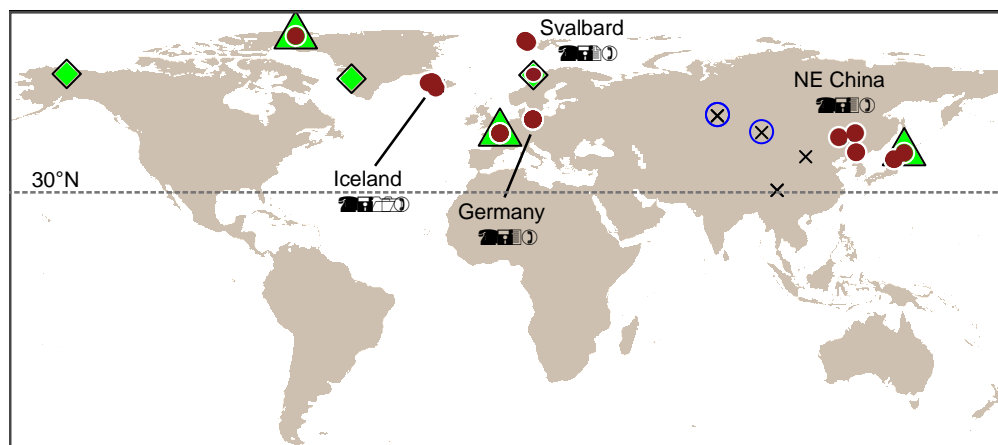 Svalbard
☎🖬🗏✆
NE China
☎🖬🗏✆
30°N
Iceland
☎🖬🗀✆
Germany
☎🖬🗏✆